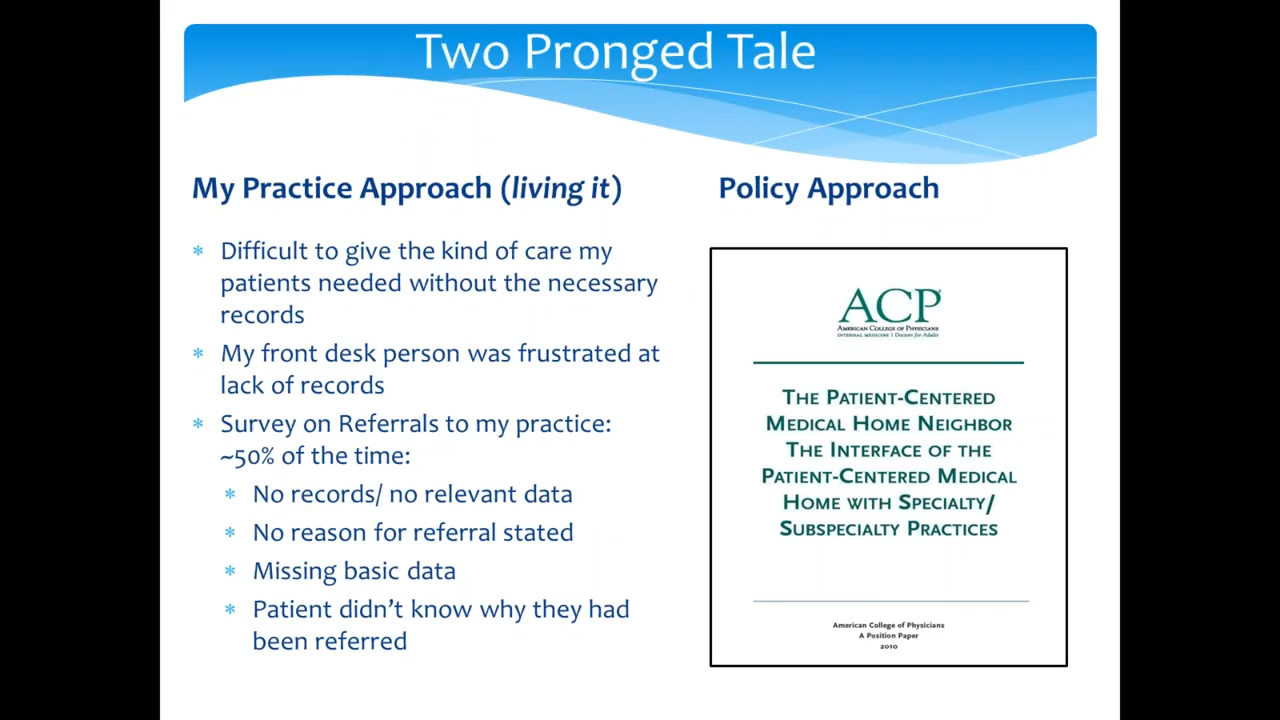 Two Pronged Tale
My Practice Approach (living it)
* Difficult to give the kind of care my
patients needed without the necessary
records
* My front desk person was frustrated at
lack of records
* Survey on Referrals to my practice:
~50% of the time:
* No records/ no relevant data
* No reason for referral stated
* Missing basic data
* Patient didn’t know why they had
been referred
Policy Approach
ACP®
AMERICAN COLLEGE OF PHYSICIANS
INTERNAL MEDICINE | Doctors for Adults
THE PATIENT-CENTERED
MEDICAL HOME NEIGHBOR
THE INTERFACE OF THE
PATIENT-CENTERED MEDICAL
HOME WITH SPECIALTY/
SUBSPECIALTY PRACTICES
American College of Physicians
A Position Paper
2010